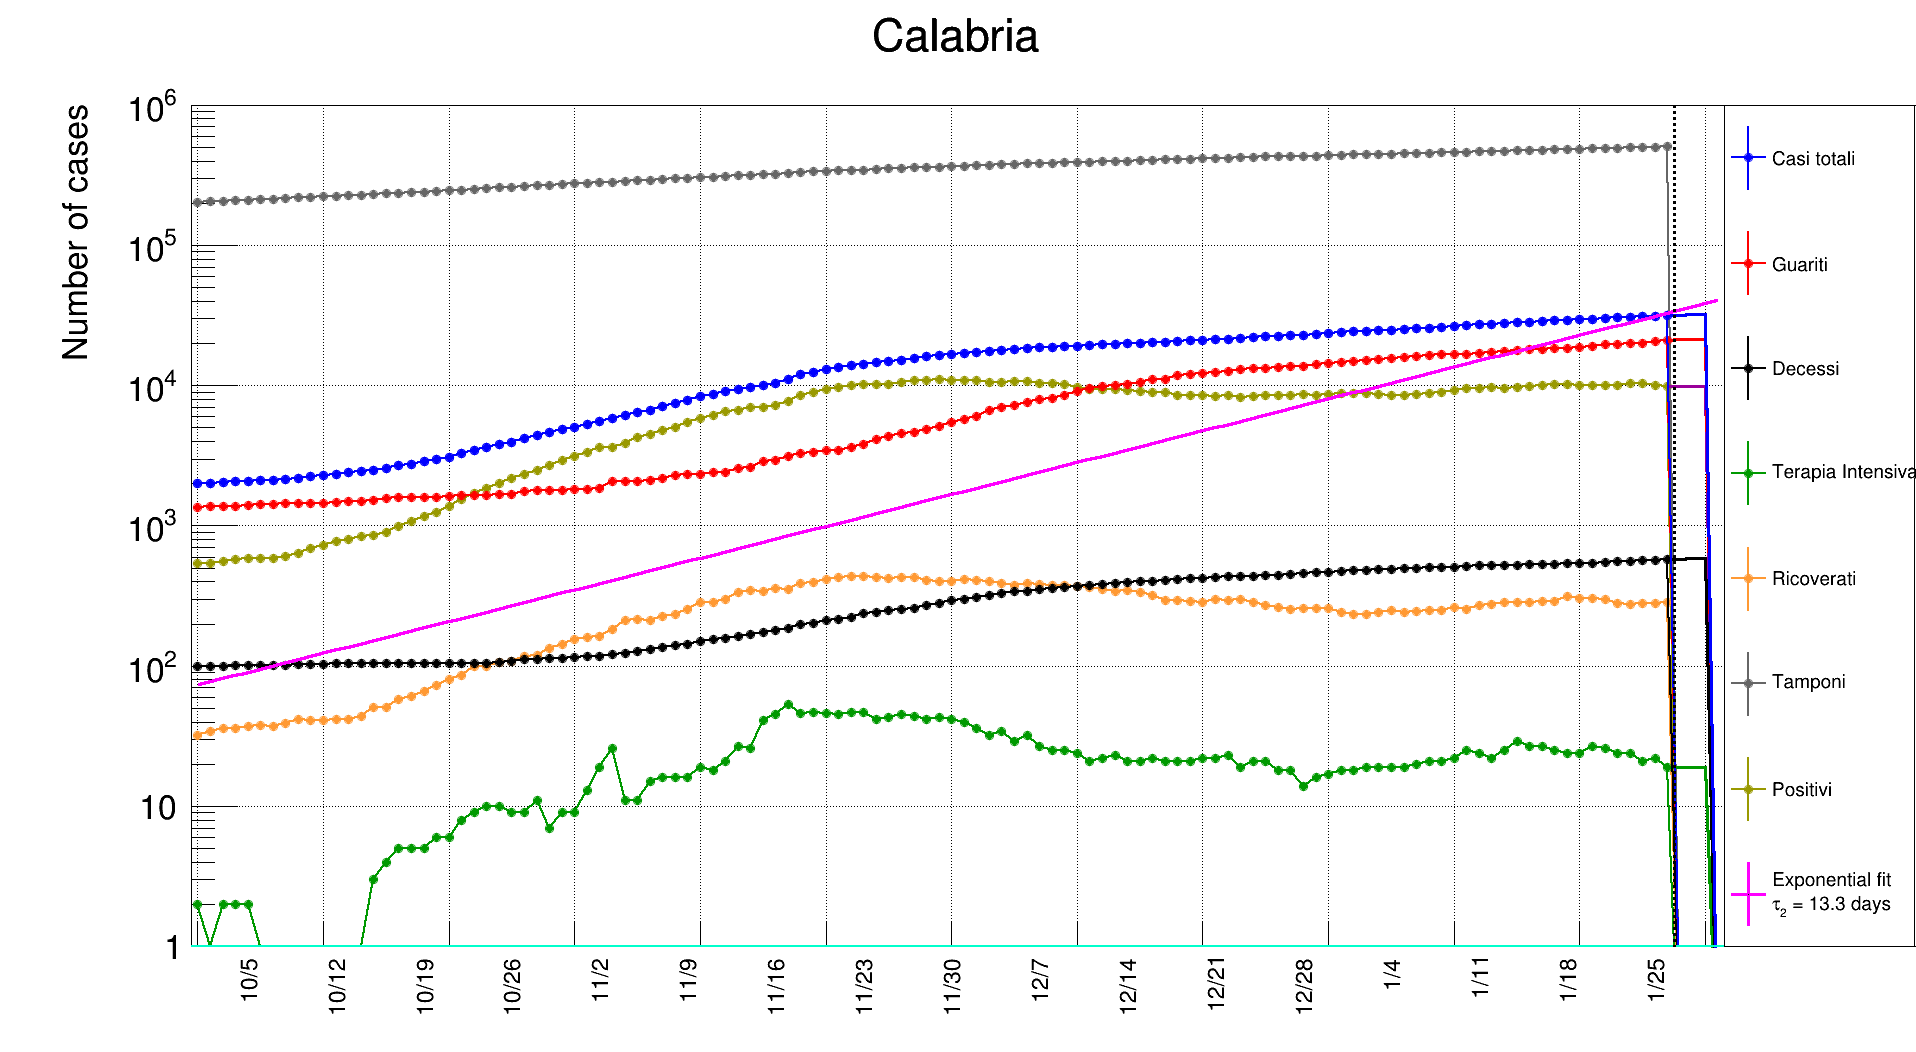 Calabria
Number of cases
10^6
10^5
10^4
10^3
10^2
10
1
10/5
10/12
10/19
10/26
11/2
11/9
11/16
11/23
11/30
12/7
12/14
12/21
12/28
1/4
1/11
1/18
1/25
Casi totali
Guariti
Decessi
Terapia Intensiva
Ricoverati
Tamponi
Positivi
Exponential fit
τ₂ = 13.3 days